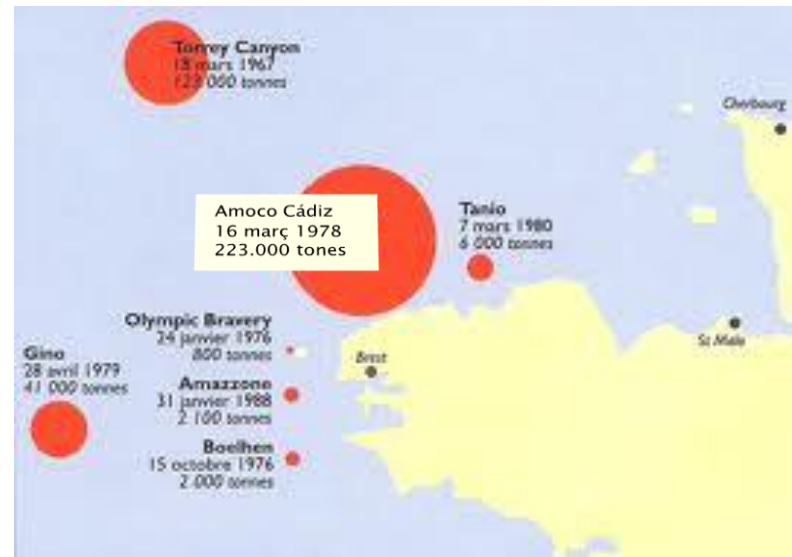 Torrey Canyon
18 mars 1967
123 000 tonnes
Cherbourg
Amoco Cádiz
16 març 1978
223.000 tones
Tanio
7 mars 1980
6 000 tonnes
Olympic Bravery
24 janvier 1976
800 tonnes
Gino
28 avril 1979
41 000 tonnes
Brest
St Malo
Amazzone
31 janvier 1988
2 100 tonnes
Boelhen
15 octobre 1976
2 000 tonnes